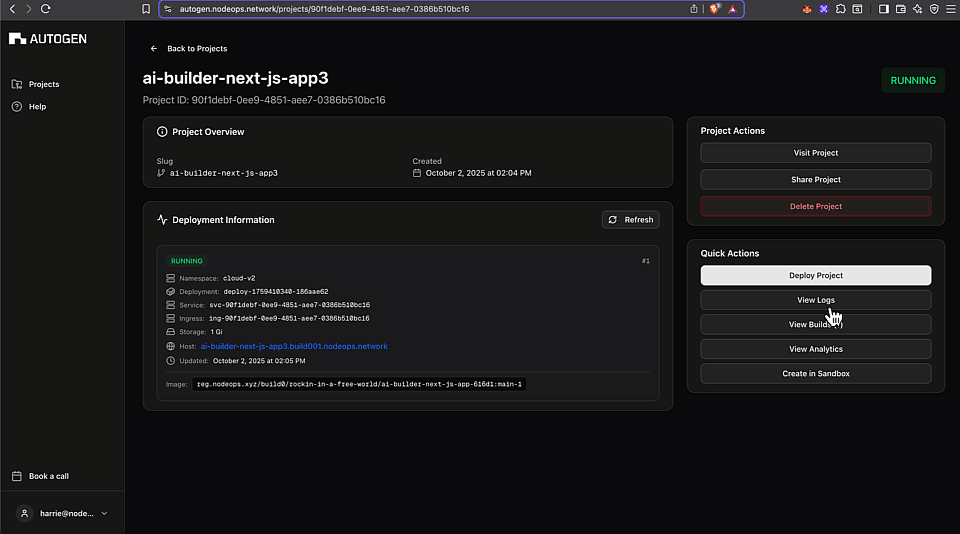 autogen.nodeops.network/projects/90f1debf-0ee9-4851-aee7-0386b510bc16
AUTOGEN
Projects
Help
Back to Projects
ai-builder-next-js-app3
Project ID: 90f1debf-0ee9-4851-aee7-0386b510bc16
RUNNING
Project Overview
Slug
ai-builder-next-js-app3
Created
October 2, 2025 at 02:04 PM
Deployment Information
Refresh
RUNNING
#1
Namespace: cloud-v2
Deployment: deploy-1759410340-186aae62
Service: svc-90f1debf-0ee9-4851-aee7-0386b510bc16
Ingress: ing-90f1debf-0ee9-4851-aee7-0386b510bc16
Storage: 1 Gi
Host: ai-builder-next-js-app3.build001.nodeops.network
Updated: October 2, 2025 at 02:05 PM
Image: reg.nodeops.xyz/build0/rockin-in-a-free-world/ai-builder-next-js-app-616d1:main-1
Project Actions
Visit Project
Share Project
Delete Project
Quick Actions
Deploy Project
View Logs
View Builds
View Analytics
Create in Sandbox
Book a call
harrie@node...